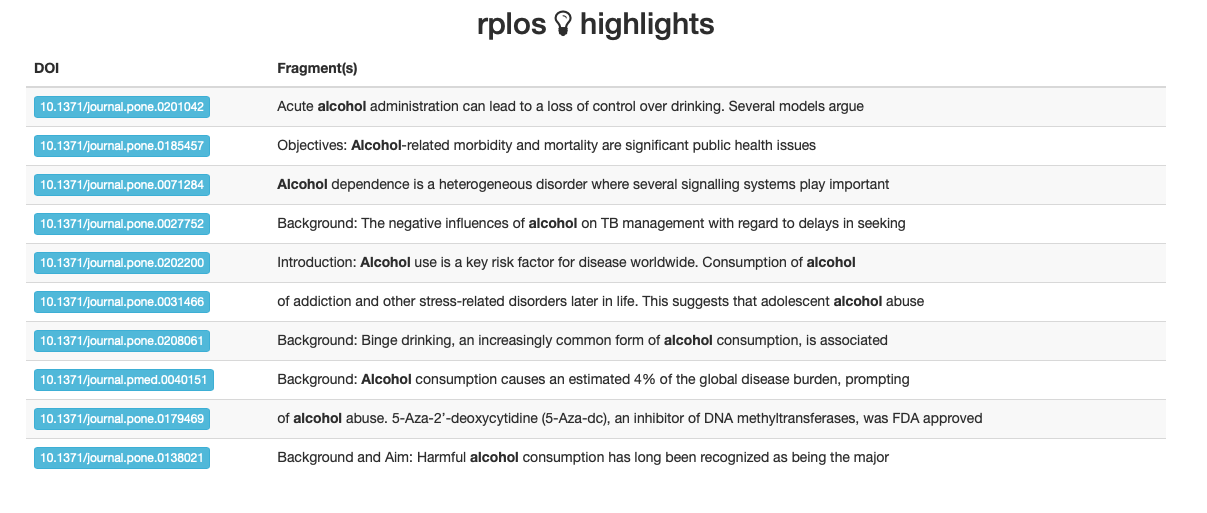 rplos highlights
DOI Fragment(s)
10.1371/journal.pone.0201042 Acute alcohol administration can lead to a loss of control over drinking. Several models argue
10.1371/journal.pone.0185457 Objectives: Alcohol-related morbidity and mortality are significant public health issues
10.1371/journal.pone.0071284 Alcohol dependence is a heterogeneous disorder where several signalling systems play important
10.1371/journal.pone.0027752 Background: The negative influences of alcohol on TB management with regard to delays in seeking
10.1371/journal.pone.0202200 Introduction: Alcohol use is a key risk factor for disease worldwide. Consumption of alcohol
10.1371/journal.pone.0031466 of addiction and other stress-related disorders later in life. This suggests that adolescent alcohol abuse
10.1371/journal.pone.0208061 Background: Binge drinking, an increasingly common form of alcohol consumption, is associated
10.1371/journal.pmed.0040151 Background: Alcohol consumption causes an estimated 4% of the global disease burden, prompting
10.1371/journal.pone.0179469 of alcohol abuse. 5-Aza-2’-deoxycytidine (5-Aza-dc), an inhibitor of DNA methyltransferases, was FDA approved
10.1371/journal.pone.0138021 Background and Aim: Harmful alcohol consumption has long been recognized as being the major